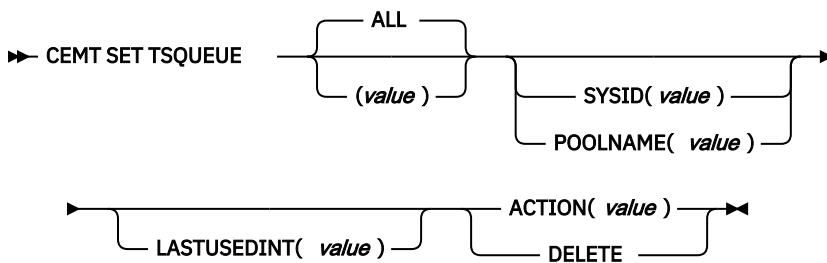 ALL
CEMT SET TSQUEUE
(value )
SYSID( value )
POOLNAME( value )
ACTION( value )
LASTUSEDINT( value )
DELETE